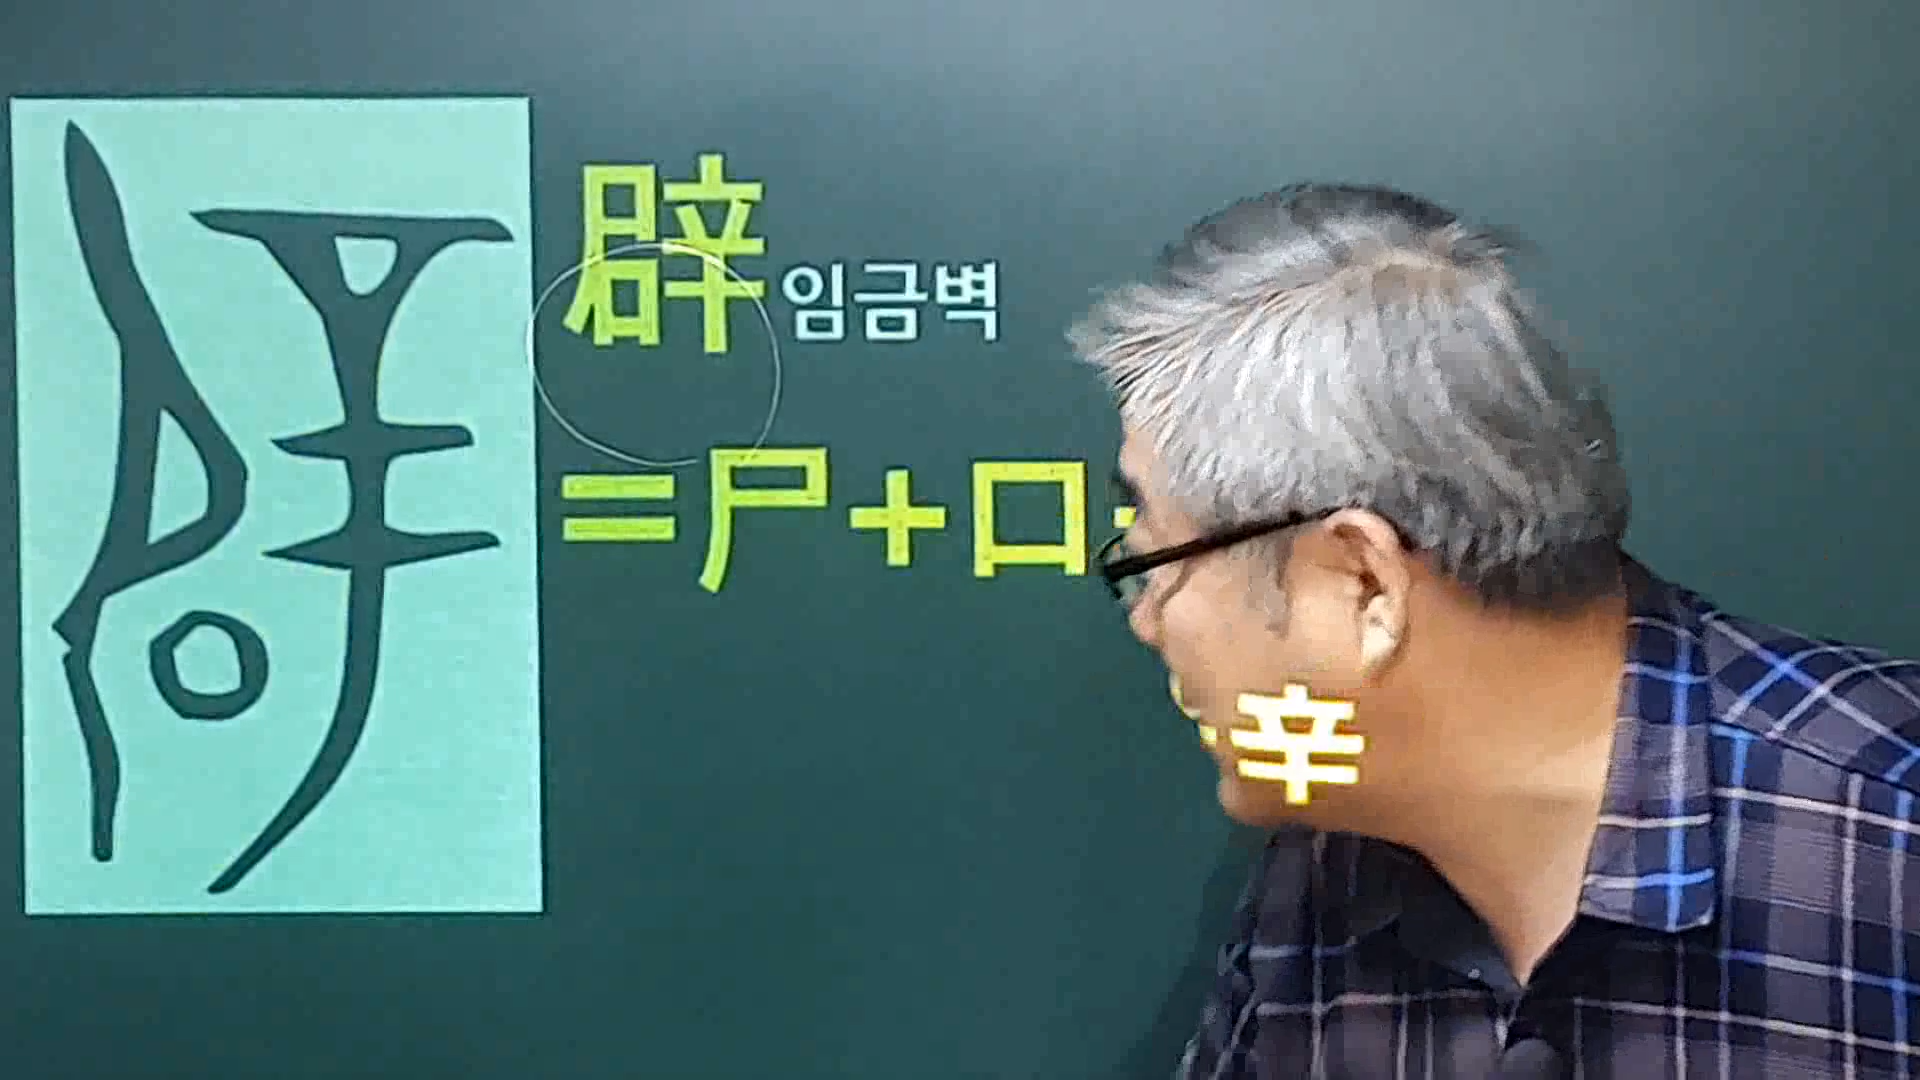 辟 임금벽
=尸+口+
辛